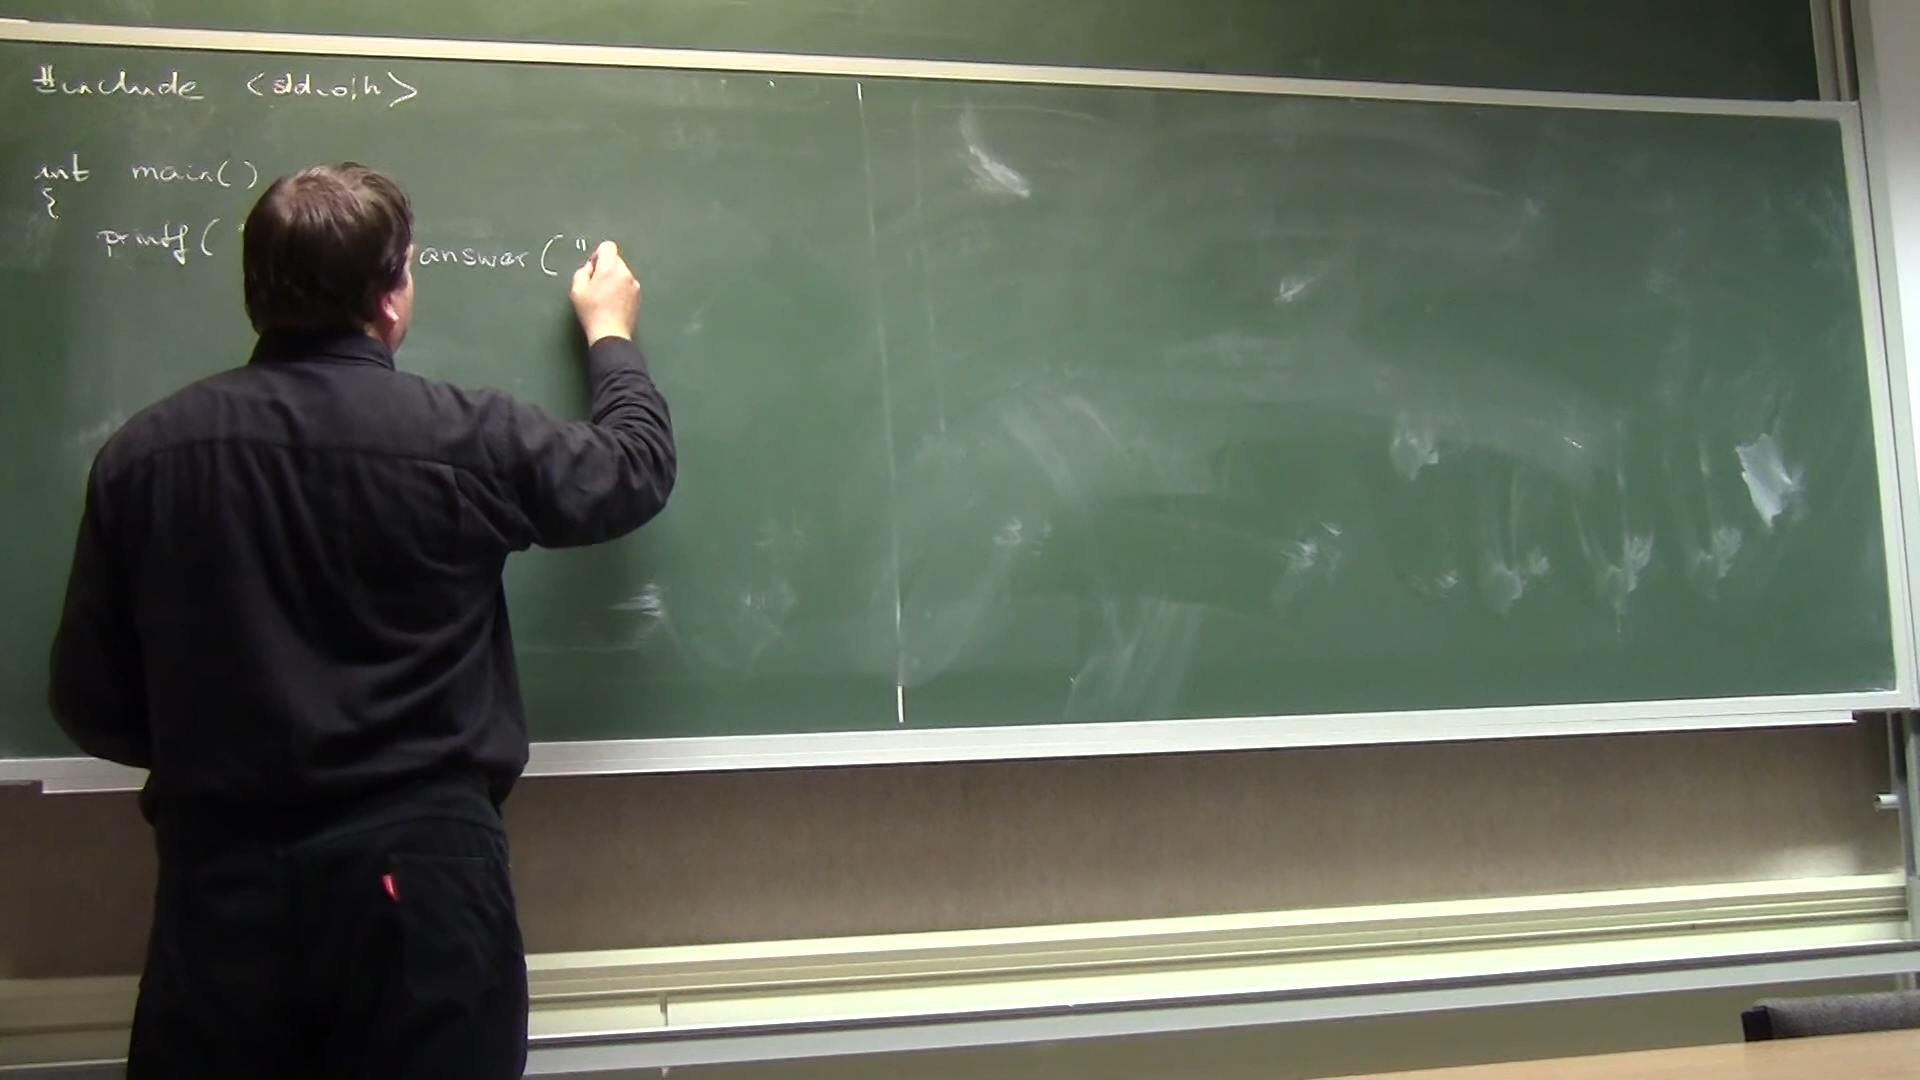 #include <stdio.h>
int main()
{
printf( " answer ( "